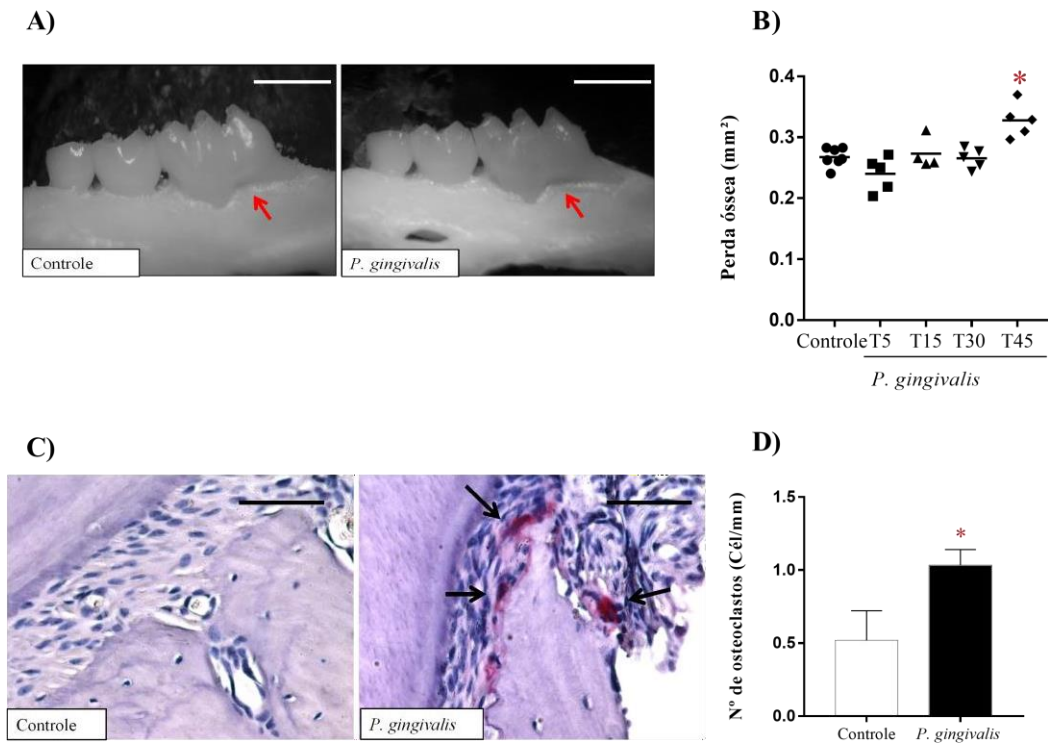 A)
Controle
P. gingivalis
B)
Perda óssea (mm²)
0.4
0.3
0.2
0.1
0.0
*
Controle T5 T15 T30 T45
P. gingivalis
C)
Controle
P. gingivalis
D)
Nº de osteoclastos (Cél/mm)
1.5
1.0
0.5
0.0
*
Controle P. gingivalis